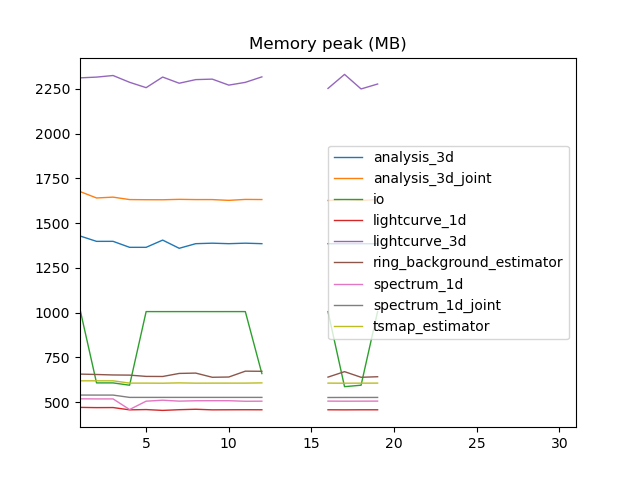 Memory peak (MB)
2250
2000
1750
1500
1250
1000
750
500
analysis_3d
analysis_3d_joint
io
lightcurve_1d
lightcurve_3d
ring_background_estimator
spectrum_1d
spectrum_1d_joint
tsmap_estimator
5 10 15 20 25 30